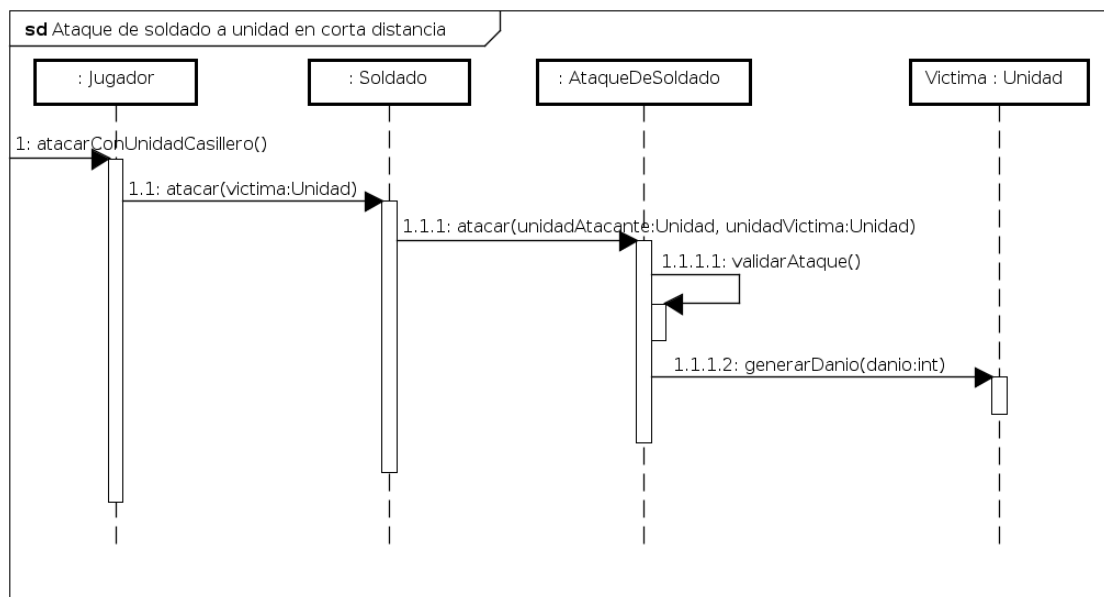 sd Ataque de soldado a unidad en corta distancia
: Jugador
: Soldado
: AtaqueDeSoldado
Victima : Unidad
1: atacarConUnidadCasillero()
1.1: atacar(victima:Unidad)
1.1.1: atacar(unidadAtacante:Unidad, unidadVictima:Unidad)
1.1.1.1: validarAtaque()
1.1.1.2: generarDanio(danio:int)